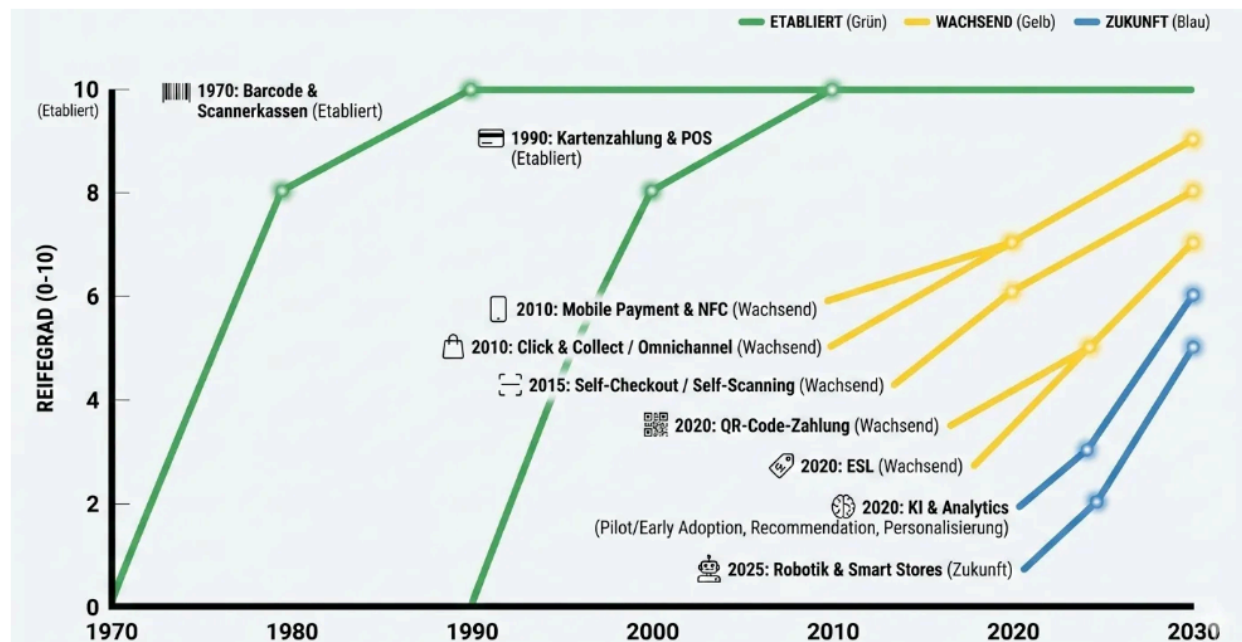 ETABLIERT (Grün) WACHSEND (Gelb) ZUKUNFT (Blau)
10
(Etabliert)
1970: Barcode &
Scannerkassen (Etabliert)
1990: Kartenzahlung & POS
(Etabliert)
8
REIFEGRAD (0-10)
6
2010: Mobile Payment & NFC (Wachsend)
2010: Click & Collect / Omnichannel (Wachsend)
2015: Self-Checkout / Self-Scanning (Wachsend)
4
2020: QR-Code-Zahlung (Wachsend)
2020: ESL (Wachsend)
2
2020: KI & Analytics
(Pilot/Early Adoption, Recommendation, Personalisierung)
2025: Robotik & Smart Stores (Zukunft)
0
1970 1980 1990 2000 2010 2020 2030